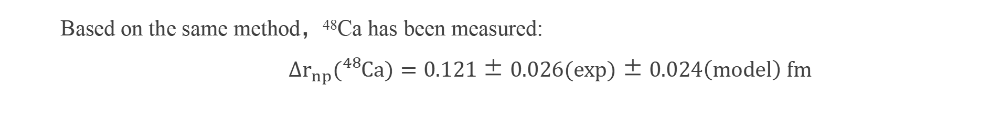 Based on the same method，⁴⁸Ca has been measured:
Δrₙₚ(⁴⁸Ca) = 0.121 ± 0.026(exp) ± 0.024(model) fm